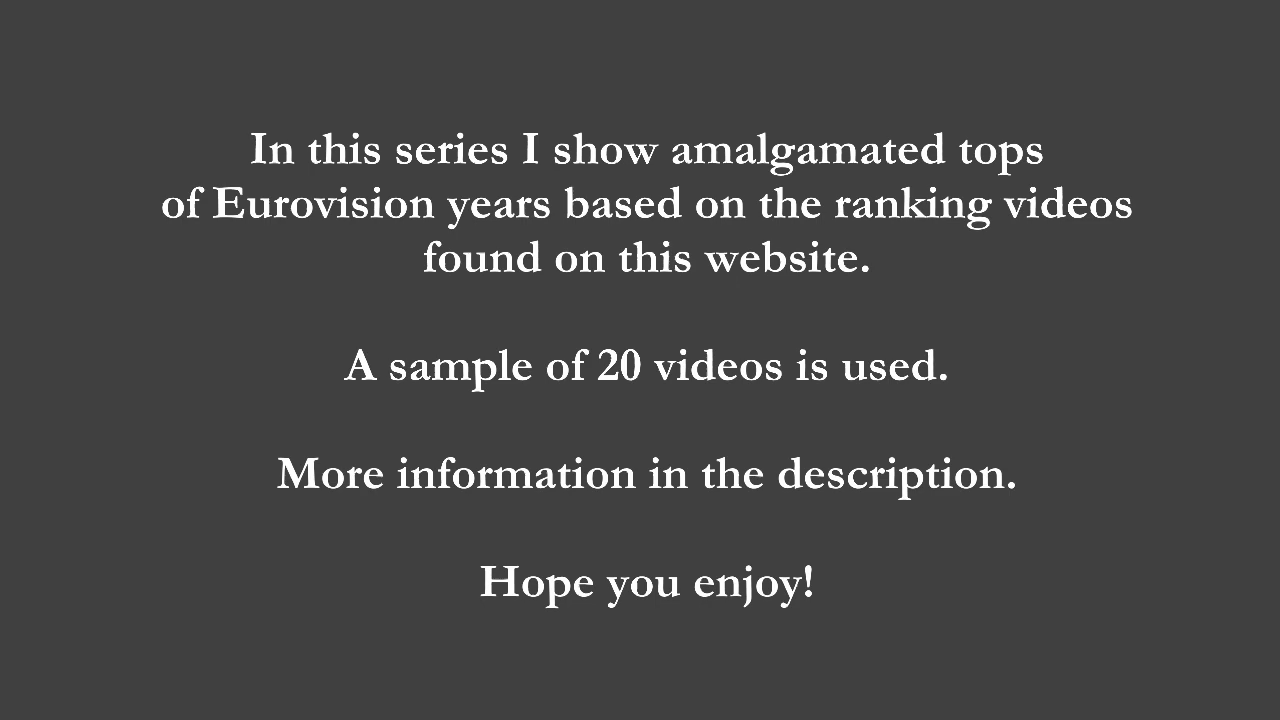 In this series I show amalgamated tops
of Eurovision years based on the ranking videos
found on this website.
A sample of 20 videos is used.
More information in the description.
Hope you enjoy!